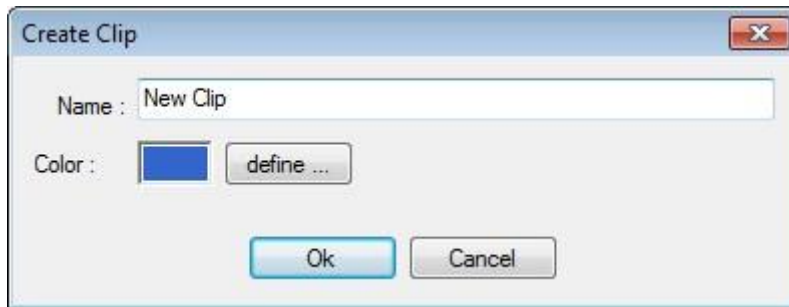 Create Clip
Name : New Clip
Color : define ...
Ok Cancel